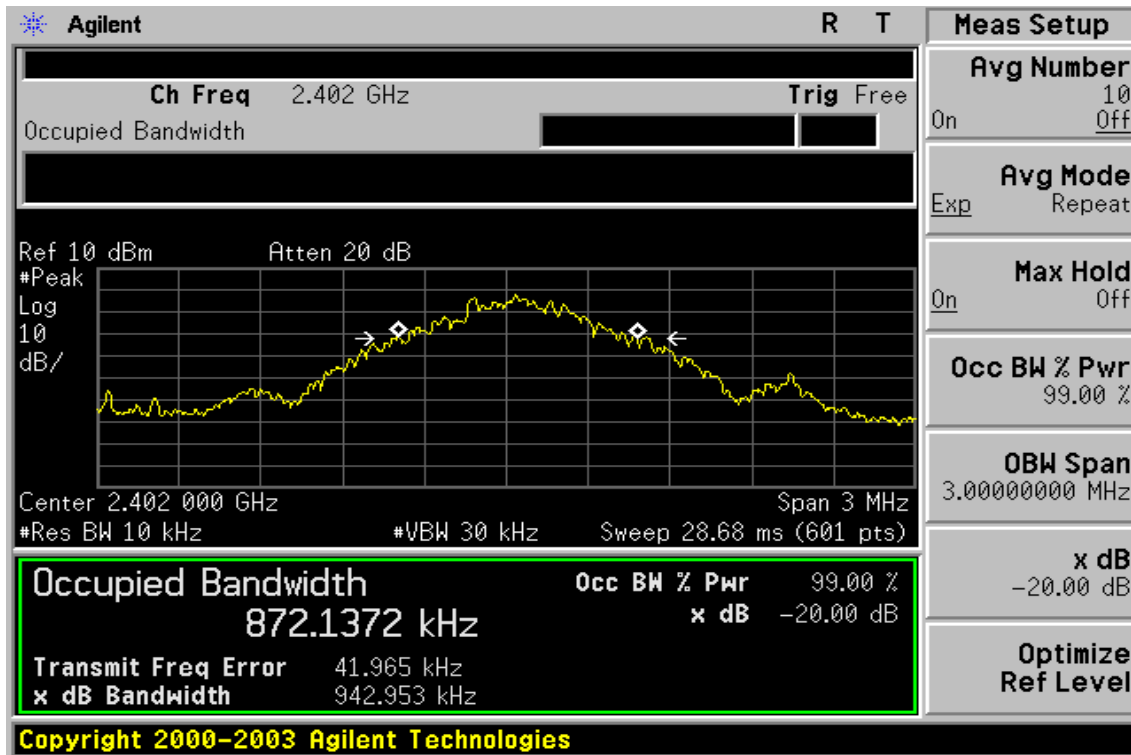 Agilent R T
Meas Setup
Avg Number
10
On Off
Avg Mode
Exp Repeat
Max Hold
On Off
Occ BW % Pwr
99.00 %
OBW Span
3.00000000 MHz
x dB
-20.00 dB
Optimize
Ref Level
Ch Freq 2.402 GHz Trig Free
Occupied Bandwidth
Ref 10 dBm Atten 20 dB
#Peak
Log
10
dB/
Center 2.402 000 GHz Span 3 MHz
#Res BW 10 kHz #VBW 30 kHz Sweep 28.68 ms (601 pts)
Occupied Bandwidth Occ BW % Pwr 99.00 %
872.1372 kHz x dB -20.00 dB
Transmit Freq Error 41.965 kHz
x dB Bandwidth 942.953 kHz
Copyright 2000-2003 Agilent Technologies